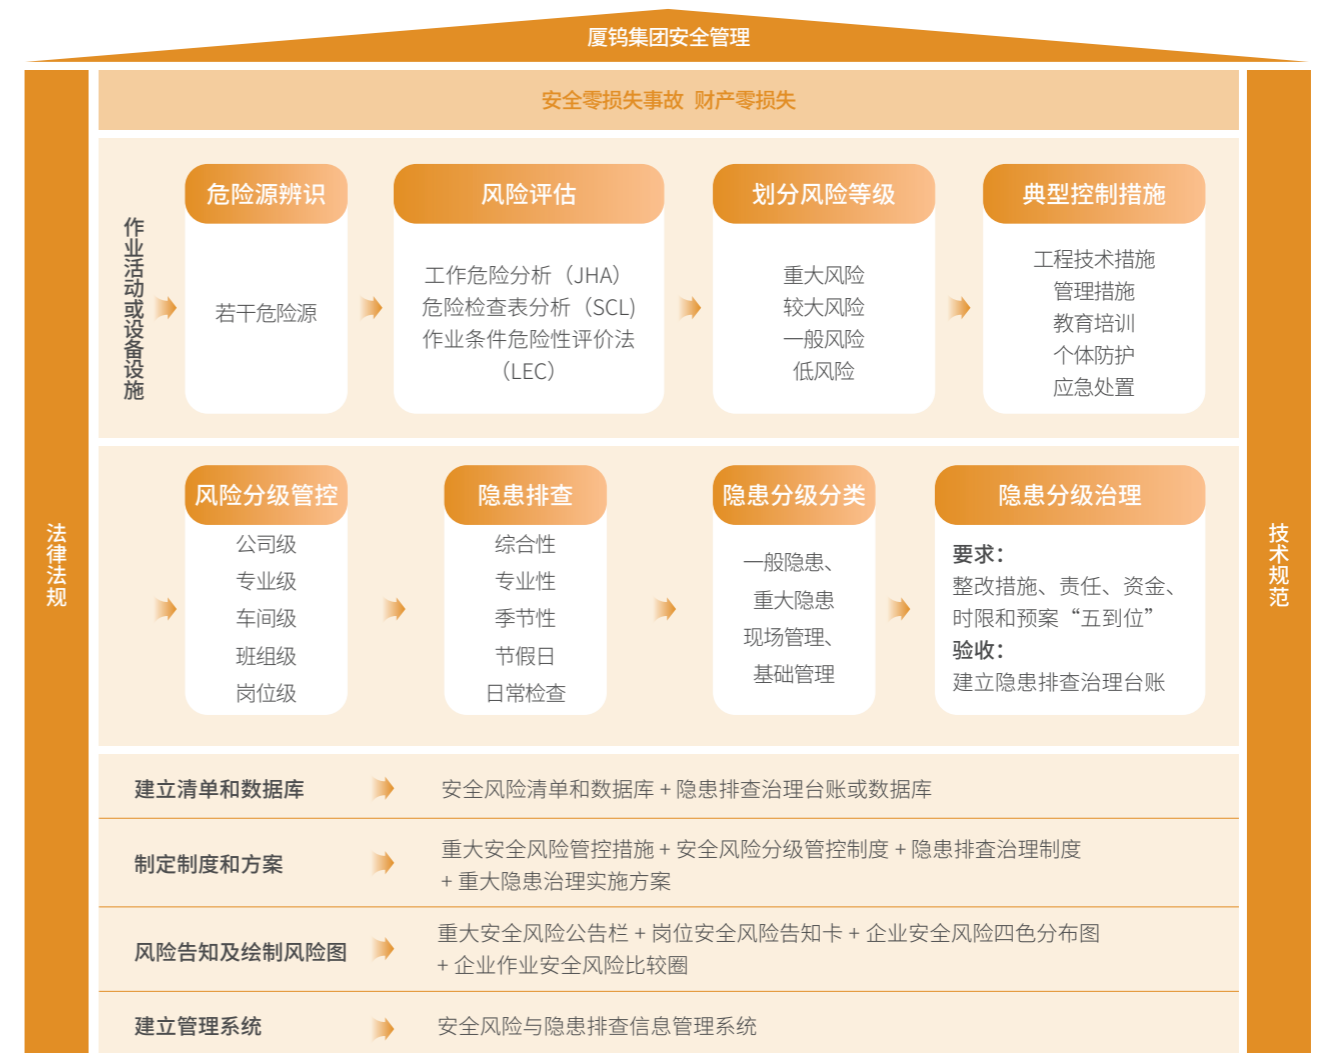 厦钨集团安全管理
安全零损失事故 财产零损失
法律法规
技术规范
作业活动或设备设施
危险源辨识
若干危险源
风险评估
工作危险分析（JHA）
危险检查表分析（SCL)
作业条件危险性评价法
（LEC）
划分风险等级
重大风险
较大风险
一般风险
低风险
典型控制措施
工程技术措施
管理措施
教育培训
个体防护
应急处置
风险分级管控
公司级
专业级
车间级
班组级
岗位级
隐患排查
综合性
专业性
季节性
节假日
日常检查
隐患分级分类
一般隐患、
重大隐患
现场管理、
基础管理
隐患分级治理
要求：
整改措施、责任、资金、
时限和预案“五到位”
验收：
建立隐患排查治理台账
建立清单和数据库
安全风险清单和数据库 + 隐患排查治理台账或数据库
制定制度和方案
重大安全风险管控措施 + 安全风险分级管控制度 + 隐患排查治理制度
+ 重大隐患治理实施方案
风险告知及绘制风险图
重大安全风险公告栏 + 岗位安全风险告知卡 + 企业安全风险四色分布图
+ 企业作业安全风险比较圈
建立管理系统
安全风险与隐患排查信息管理系统